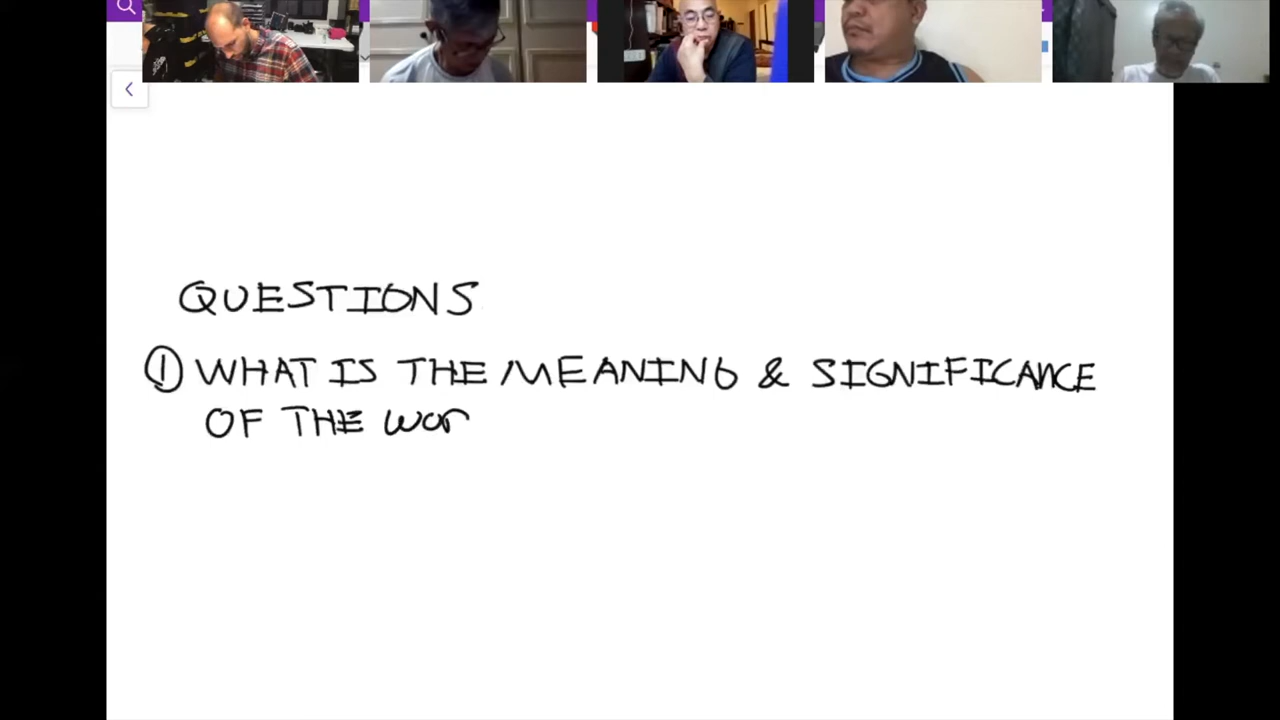 QUESTIONS
① WHAT IS THE MEANING & SIGNIFICANCE
OF THE WOR